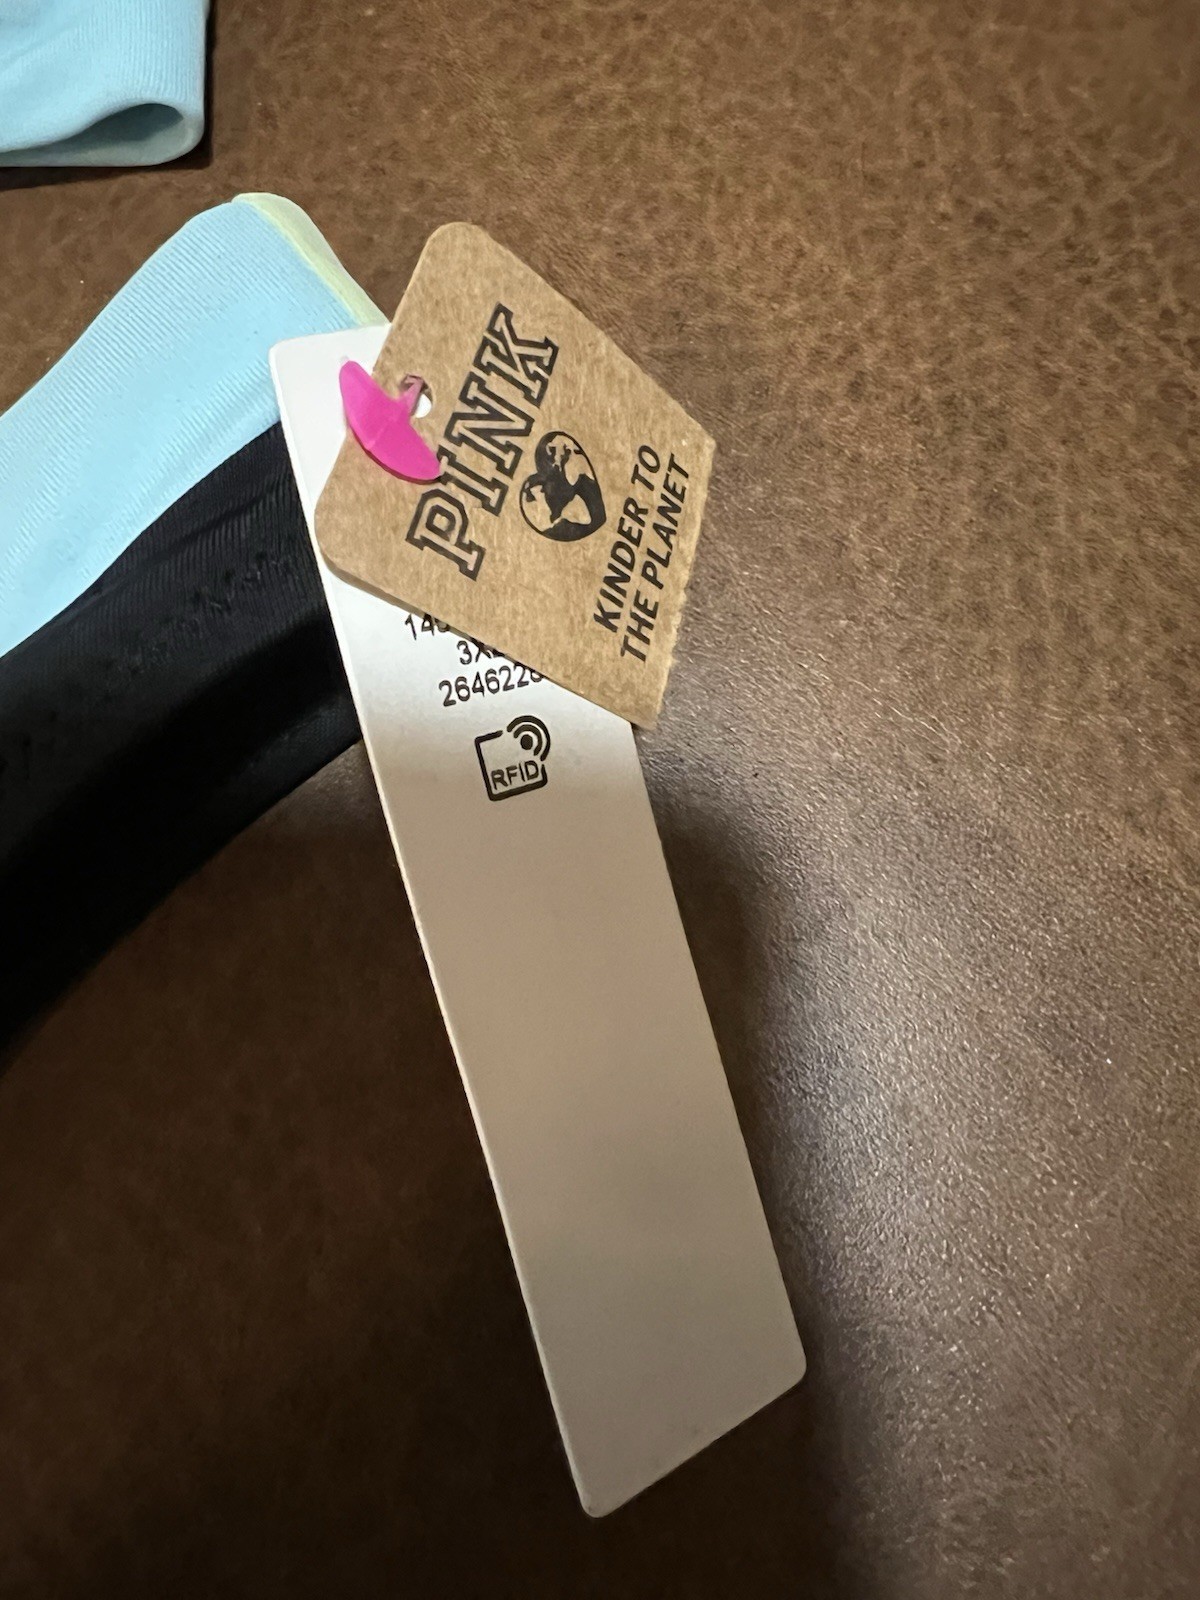 PINK
KINDER TO
THE PLANET
RFID